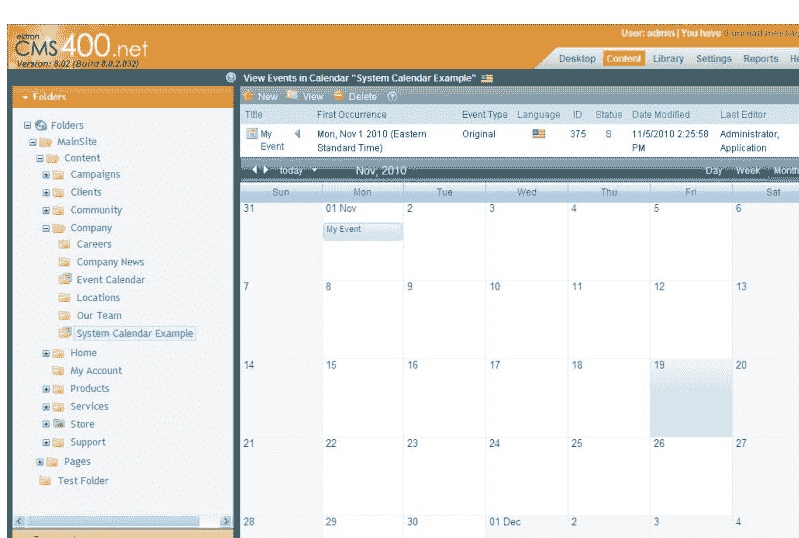 User: admin | You have
ektron
CMS400.net
Version: 8.02 (Build 8.0.2.032)
Desktop Content Library Settings Reports
View Events in Calendar "System Calendar Example"
Folders
New View Delete
Title First Occurrence Event Type Language ID Status Date Modified Last Editor
My Event Mon, Nov 1 2010 (Eastern Standard Time) Original 375 S 11/5/2010 2:25:58 PM Administrator, Application
today Nov, 2010 Day Week Month
Sun Mon Tue Wed Thu Fri Sat
31 01 Nov 2 3 4 5 6
My Event
7 8 9 10 11 12 13
14 15 16 17 18 19 20
21 22 23 24 25 26 27
28 29 30 01 Dec 2 3 4
Folders
MainSite
Content
Campaigns
Clients
Community
Company
Careers
Company News
Event Calendar
Locations
Our Team
System Calendar Example
Home
My Account
Products
Services
Store
Support
Pages
Test Folder